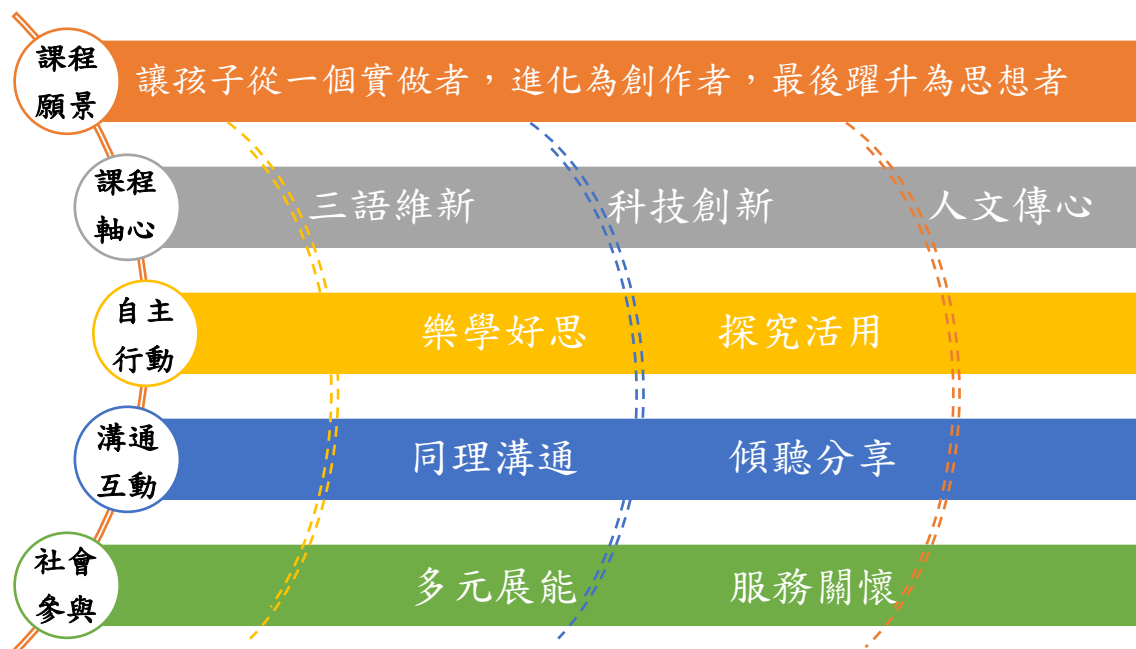 課程
願景
讓孩子從一個實做者，進化為創作者，最後躍升為思想者
課程
軸心
三語維新 科技創新 人文傳心
自主
行動
樂學好思 探究活用
溝通
互動
同理溝通 傾聽分享
社會
參與
多元展能 服務關懷